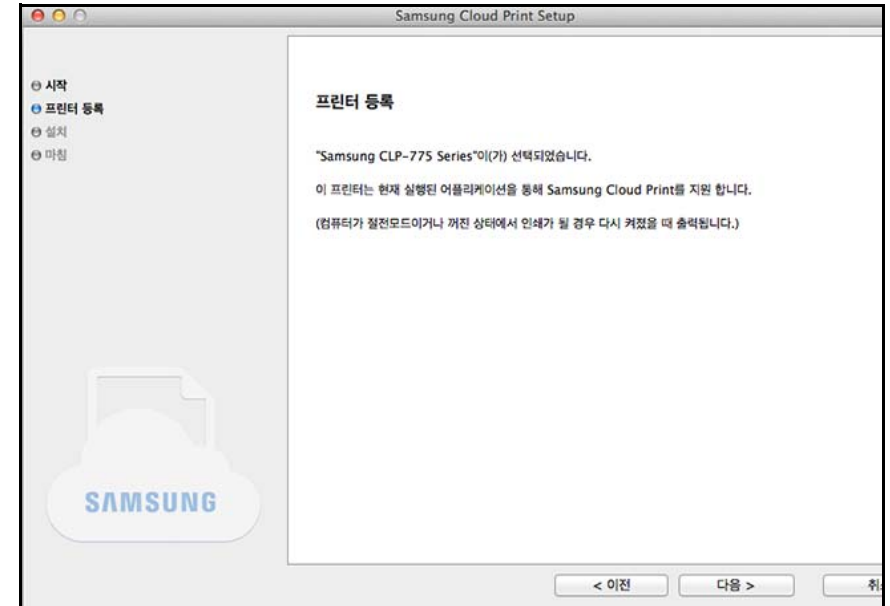 Samsung Cloud Print Setup
시작
프린터 등록
설치
마침
프린터 등록
"Samsung CLP-775 Series"이(가) 선택되었습니다.
이 프린터는 현재 실행된 어플리케이션을 통해 Samsung Cloud Print를 지원 합니다.
(컴퓨터가 절전모드이거나 꺼진 상태에서 인쇄가 될 경우 다시 켜졌을 때 출력됩니다.)
SAMSUNG
< 이전
다음 >